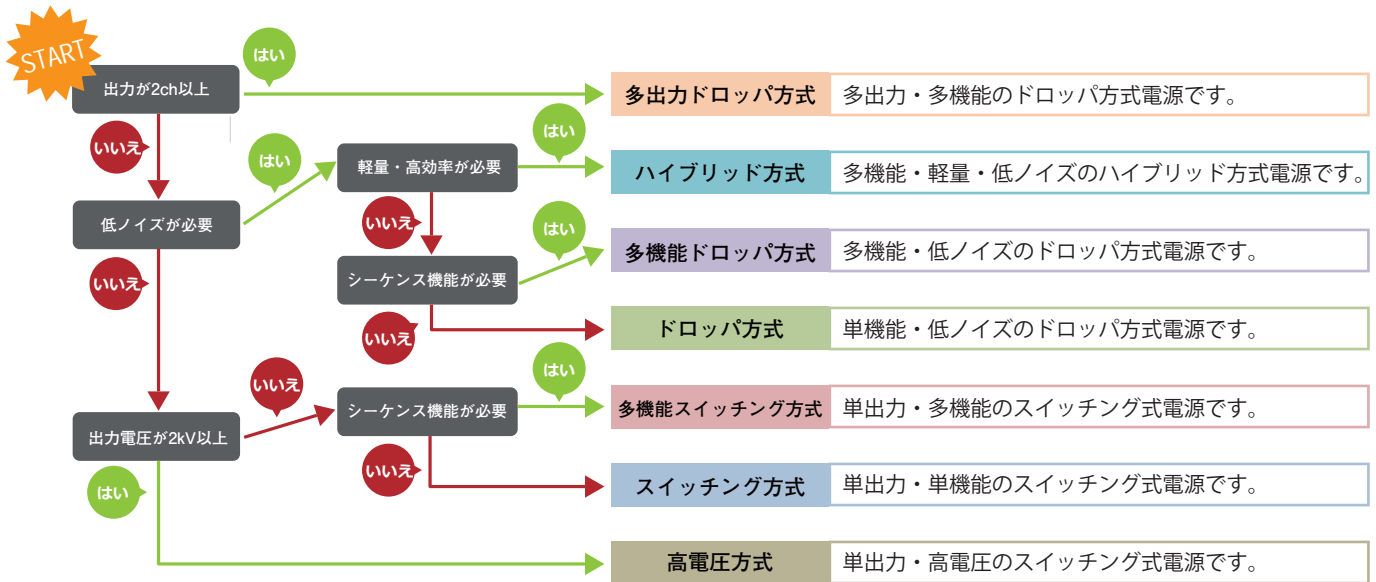 START
出力が2ch以上
はい
いいえ
多出力ドロッパ方式
多出力・多機能のドロッパ方式電源です。
低ノイズが必要
はい
いいえ
軽量・高効率が必要
はい
いいえ
ハイブリッド方式
多機能・軽量・低ノイズのハイブリッド方式電源です。
シーケンス機能が必要
はい
いいえ
多機能ドロッパ方式
多機能・低ノイズのドロッパ方式電源です。
ドロッパ方式
単機能・低ノイズのドロッパ方式電源です。
出力電圧が2kV以上
いいえ
はい
シーケンス機能が必要
はい
いいえ
多機能スイッチング方式
単出力・多機能のスイッチング式電源です。
スイッチング方式
単出力・単機能のスイッチング式電源です。
高電圧方式
単出力・高電圧のスイッチング式電源です。